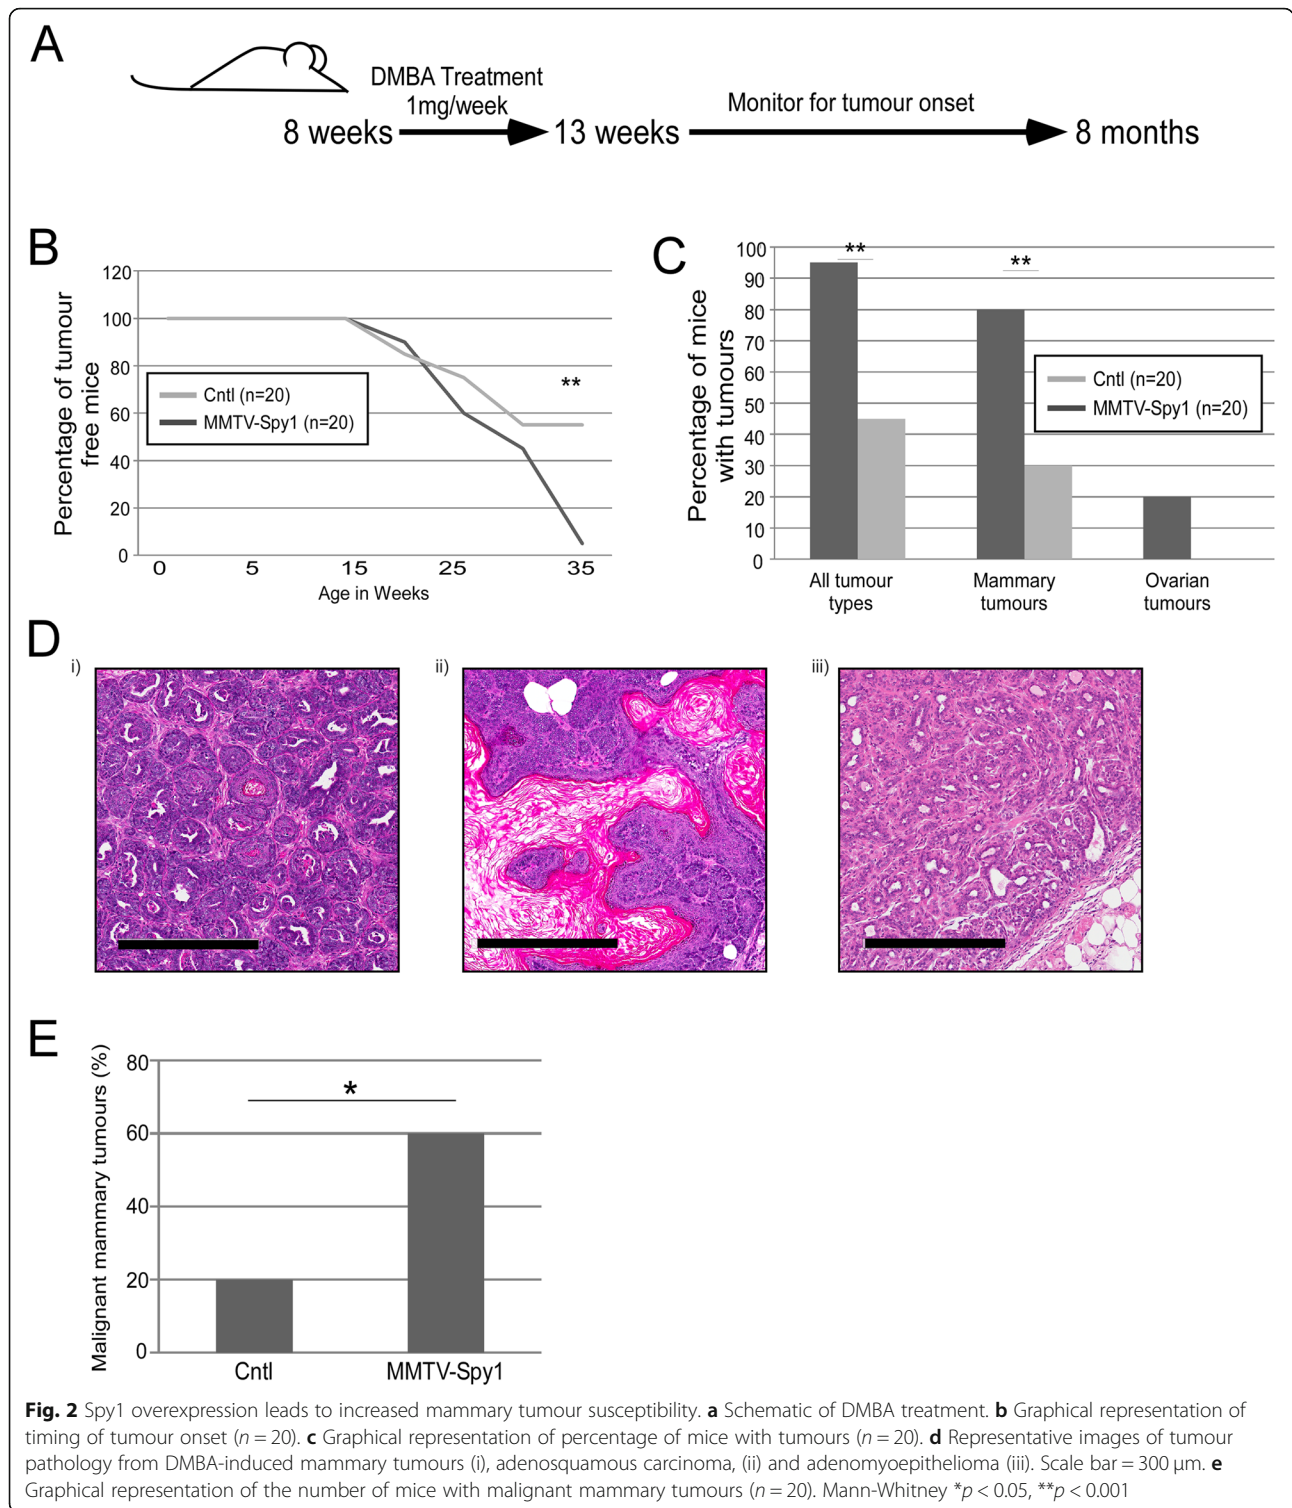 A
DMBA Treatment
1mg/week
Monitor for tumour onset
8 weeks
13 weeks
8 months
B
Percentage of tumour
free mice
120
100
80
60
40
20
0
Cntl (n=20)
MMTV-Spy1 (n=20)
**
0 5 15 25 35
Age in Weeks
C
Percentage of mice
with tumours
100
90
80
70
60
50
40
30
20
10
0
**
**
Cntl (n=20)
MMTV-Spy1 (n=20)
All tumour
types
Mammary
tumours
Ovarian
tumours
D
i)
ii)
iii)
E
Malignant mammary tumours (%)
80
60
40
20
0
*
Cntl
MMTV-Spy1
Fig. 2 Spy1 overexpression leads to increased mammary tumour susceptibility. a Schematic of DMBA treatment. b Graphical representation of
timing of tumour onset (n = 20). c Graphical representation of percentage of mice with tumours (n = 20). d Representative images of tumour
pathology from DMBA-induced mammary tumours (i), adenosquamous carcinoma, (ii) and adenomyoepithelioma (iii). Scale bar = 300 μm. e
Graphical representation of the number of mice with malignant mammary tumours (n = 20). Mann-Whitney *p < 0.05, **p < 0.001